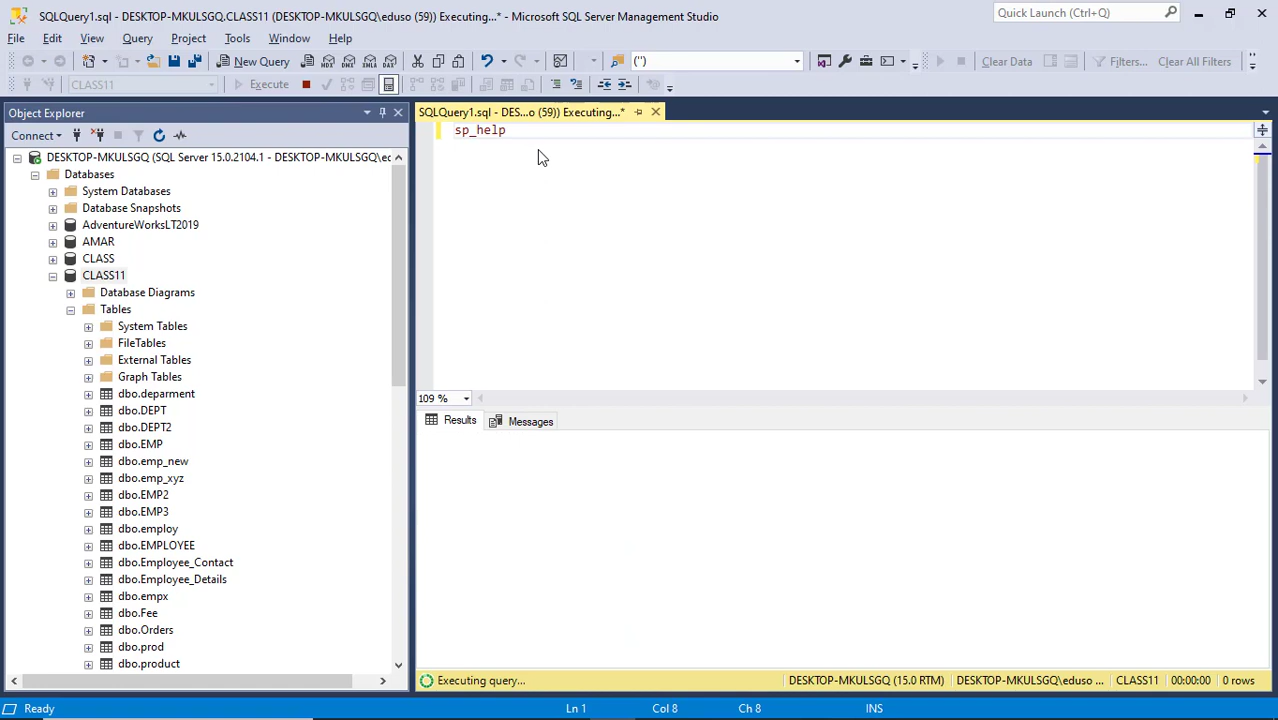 SQLQuery1.sql - DESKTOP-MKULSGQ.CLASS11 (DESKTOP-MKULSGQ\eduso (59)) Executing...* - Microsoft SQL Server Management Studio
Quick Launch (Ctrl+Q)
File Edit View Query Project Tools Window Help
New Query MDX DMX XMLA DAX ('')
Clear Data Filters... Clear All Filters
CLASS11 Execute
Object Explorer
SQLQuery1.sql - DES...o (59)) Executing...*
Connect
sp_help
DESKTOP-MKULSGQ (SQL Server 15.0.2104.1 - DESKTOP-MKULSGQ\ec
Databases
System Databases
Database Snapshots
AdventureWorksLT2019
AMAR
CLASS
CLASS11
Database Diagrams
Tables
System Tables
FileTables
External Tables
Graph Tables
dbo.deparment
dbo.DEPT
dbo.DEPT2
dbo.EMP
dbo.emp_new
dbo.emp_xyz
dbo.EMP2
dbo.EMP3
dbo.employ
dbo.EMPLOYEE
dbo.Employee_Contact
dbo.Employee_Details
dbo.empx
dbo.Fee
dbo.Orders
dbo.prod
dbo.product
109 %
Results Messages
Executing query... DESKTOP-MKULSGQ (15.0 RTM) DESKTOP-MKULSGQ\eduso ... CLASS11 00:00:00 0 rows
Ready Ln 1 Col 8 Ch 8 INS